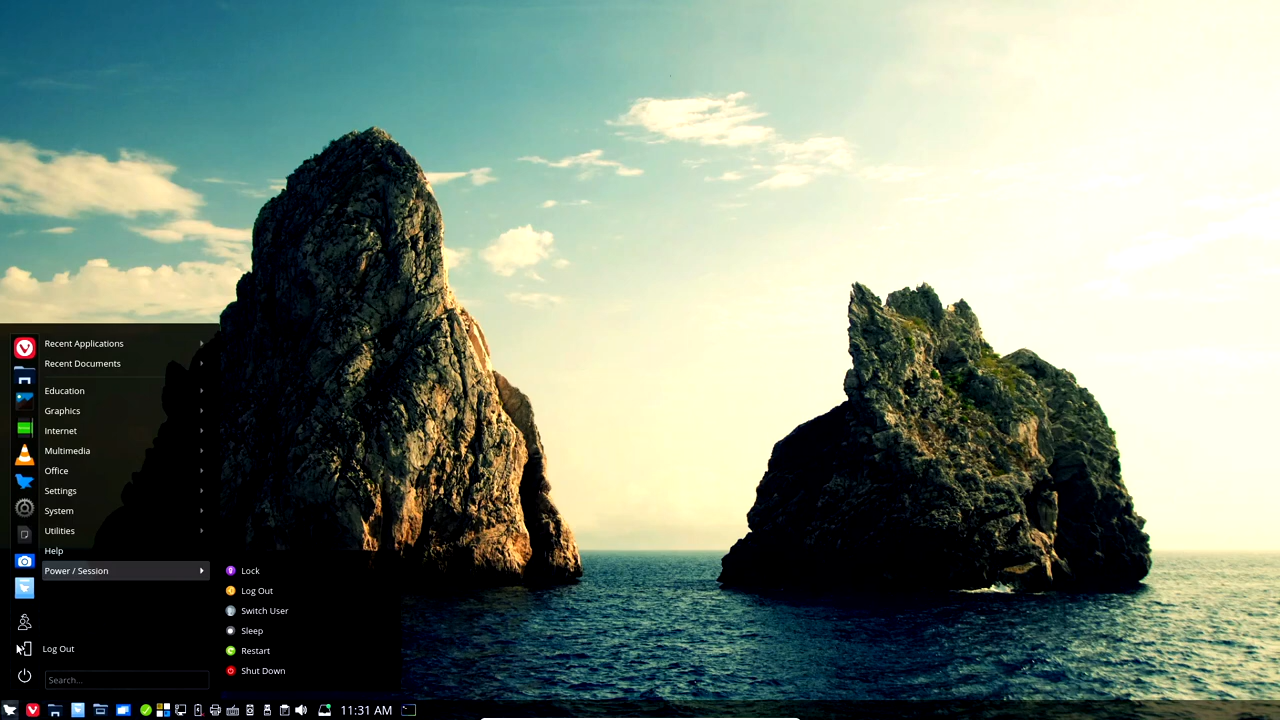 Recent Applications
Recent Documents
Education
Graphics
Internet
Multimedia
Office
Settings
System
Utilities
Help
Power / Session
Lock
Log Out
Switch User
Sleep
Restart
Shut Down
Log Out
Search...
11:31 AM